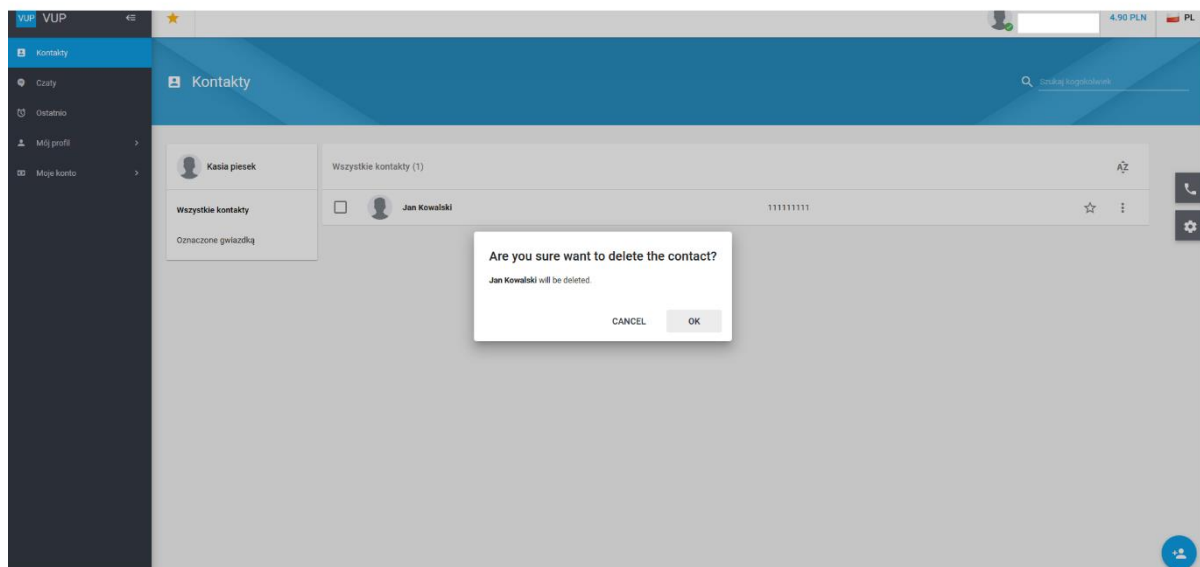 VUP VUP
4.90 PLN
PL
Kontakty
Czaty
Ostatnio
Mój profil
Moje konto
Kontakty
Szukaj kogokolwiek
Kasia piesek
Wszystkie kontakty
Oznaczone gwiazdką
Wszystkie kontakty (1)
AZ
Jan Kowalski 111111111
Are you sure want to delete the contact?
Jan Kowalski will be deleted.
CANCEL OK